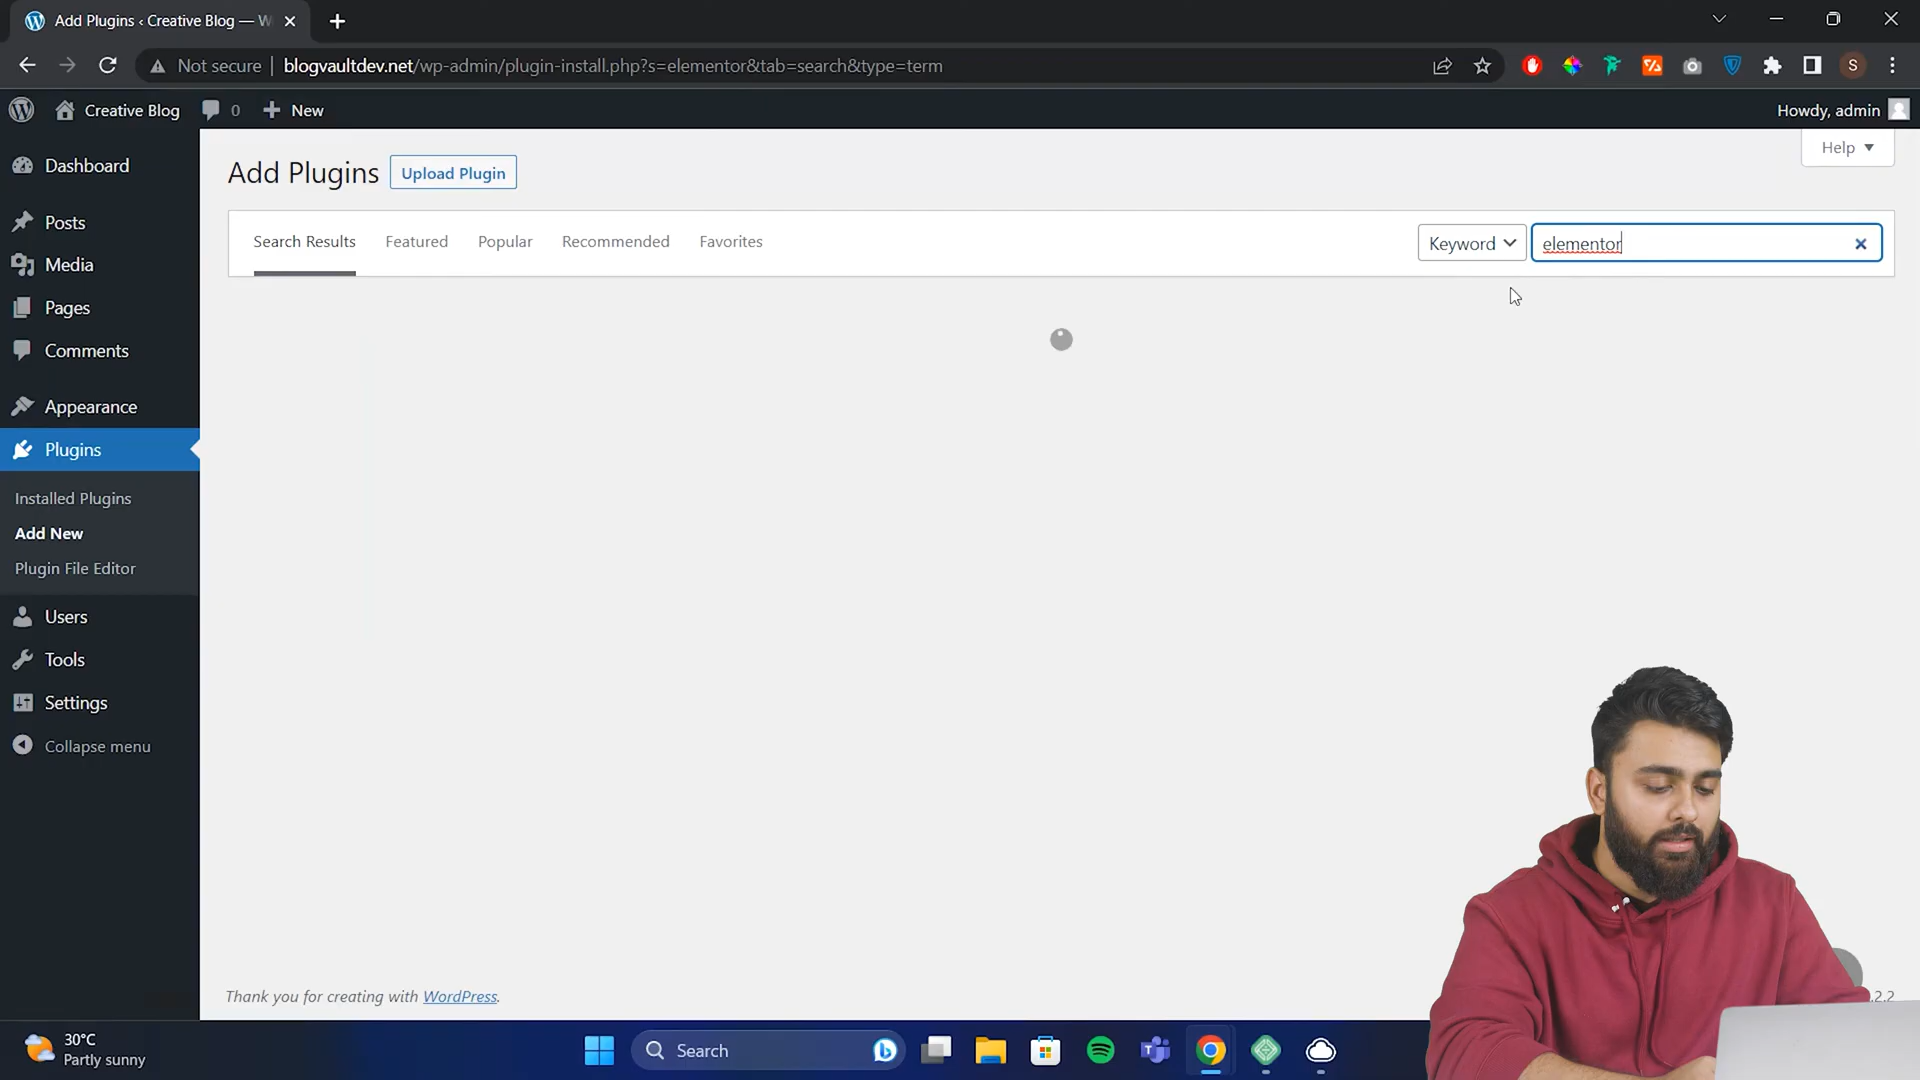 Add Plugins ‹ Creative Blog — W
Not secure | blogvaultdev.net/wp-admin/plugin-install.php?s=elementor&tab=search&type=term
S
Creative Blog 0 New
Howdy, admin
Help
Dashboard
Posts
Media
Pages
Comments
Appearance
Plugins
Installed Plugins
Add New
Plugin File Editor
Users
Tools
Settings
Collapse menu
Add Plugins
Upload Plugin
Search Results Featured Popular Recommended Favorites
Keyword
elementor
Thank you for creating with WordPress.
.2.2
30°C
Partly sunny
Search